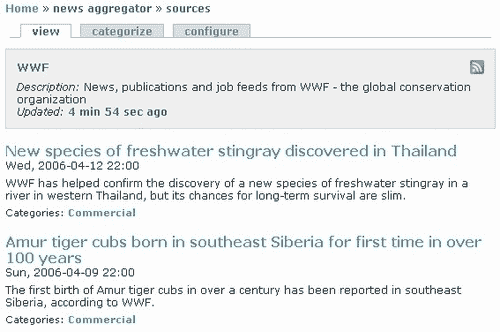 Home » news aggregator » sources
view categorize configure
WWF
Description: News, publications and job feeds from WWF - the global conservation
organization
Updated: 4 min 54 sec ago
New species of freshwater stingray discovered in Thailand
Wed, 2006-04-12 22:00
WWF has helped confirm the discovery of a new species of freshwater stingray in a
river in western Thailand, but its chances for long-term survival are slim.
Categories: Commercial
Amur tiger cubs born in southeast Siberia for first time in over
100 years
Sun, 2006-04-09 22:00
The first birth of Amur tiger cubs in over a century has been reported in southeast
Siberia, according to WWF.
Categories: Commercial